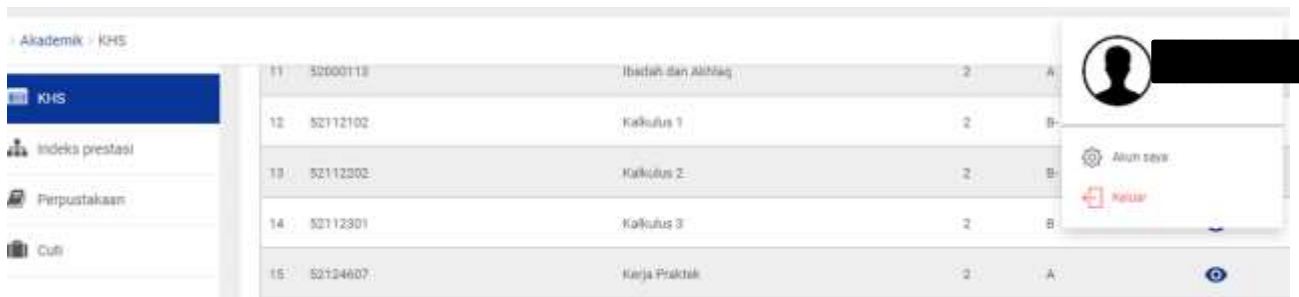 Akademik > KHS
KHS
Indeks prestasi
Perpustakaan
Cuti
11 52000113 Ibadah dan Akhlaq 2 A
12 52112102 Kalkulus 1 2 B-
13 52112202 Kalkulus 2 2 B-
14 52112301 Kalkulus 3 2 B
15 52124607 Kerja Praktek 2 A
Akun saya
Keluar